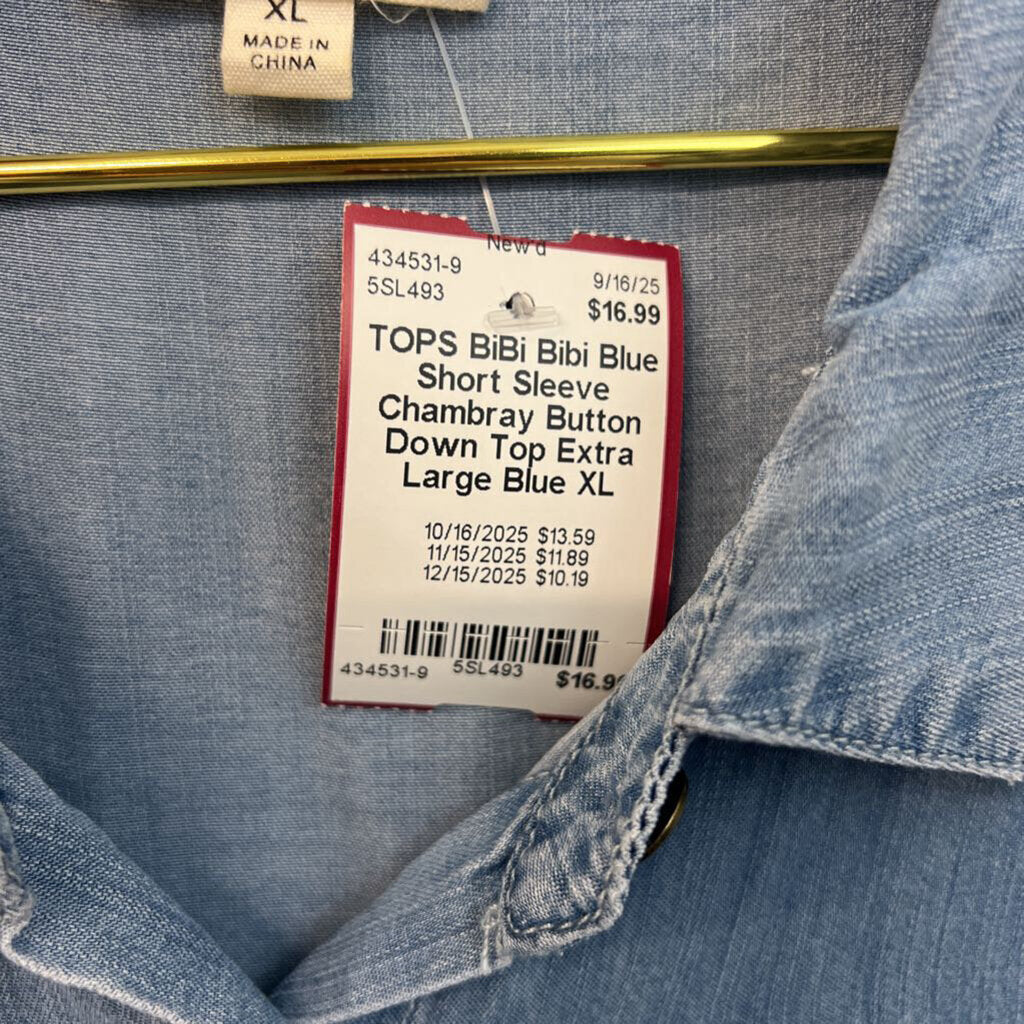 XL
MADE IN
CHINA
New'd
434531-9
9/16/25
5SL493
$16.99
TOPS BiBi Bibi Blue
Short Sleeve
Chambray Button
Down Top Extra
Large Blue XL
10/16/2025 $13.59
11/15/2025 $11.89
12/15/2025 $10.19
434531-9 5SL493 $16.99